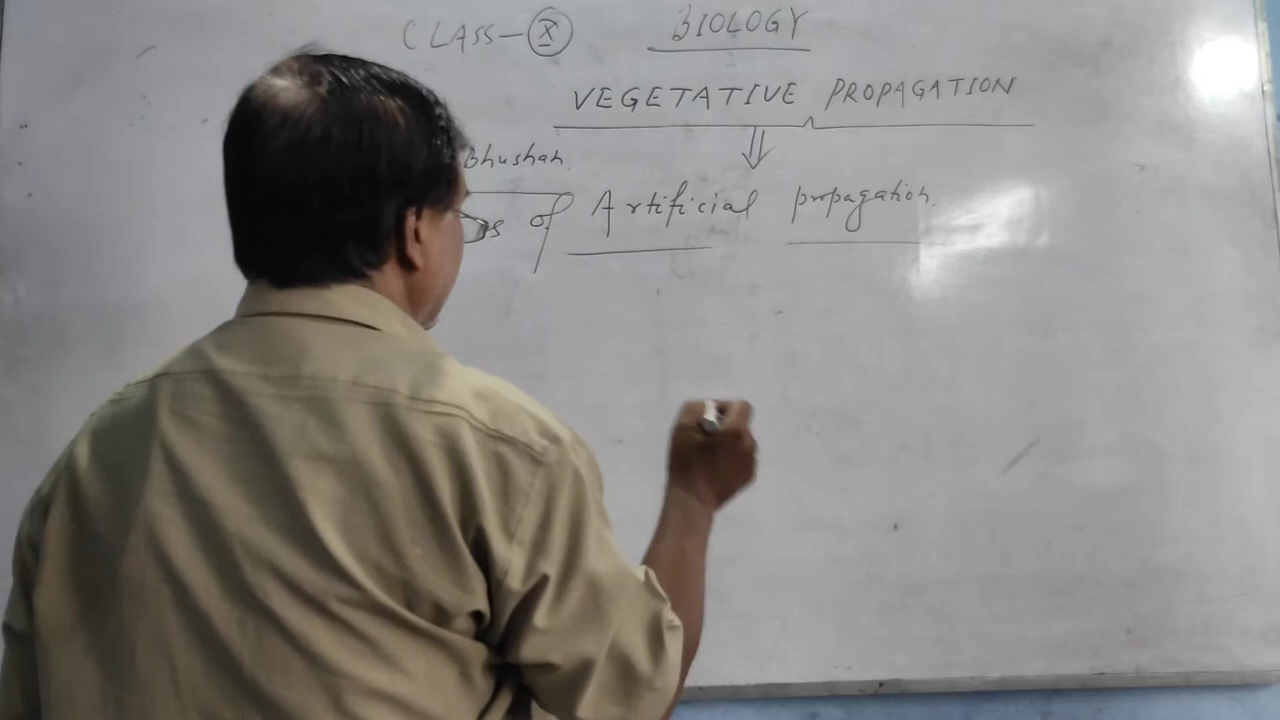 CLASS-X BIOLOGY
VEGETATIVE PROPAGATION
Bhushan.
of Artificial propagation.